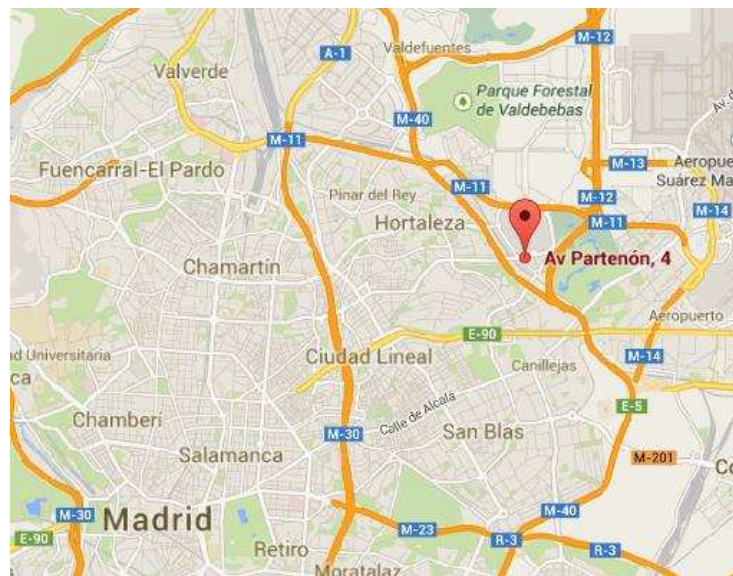 M-12
A-1
Valdefuentes
Valverde
Parque Forestal
de Valdebebas
M-40
M-11
Fuencarral-El Pardo
M-13
Aeropue
Suárez Ma
M-11
Pinar del Rey
M-12
M-14
Hortaleza
M-11
Av Partenón, 4
Chamartín
Aeropuerto
E-90
d Universitaria
Ciudad Lineal
M-14
Canillejas
ca
Calle de Alcalá
E-5
Chamberí
M-30
San Blas
Salamanca
M-201
Co
M-30
Madrid
M-40
M-23
E-90
R-3
Retiro
R-3
Moratalaz